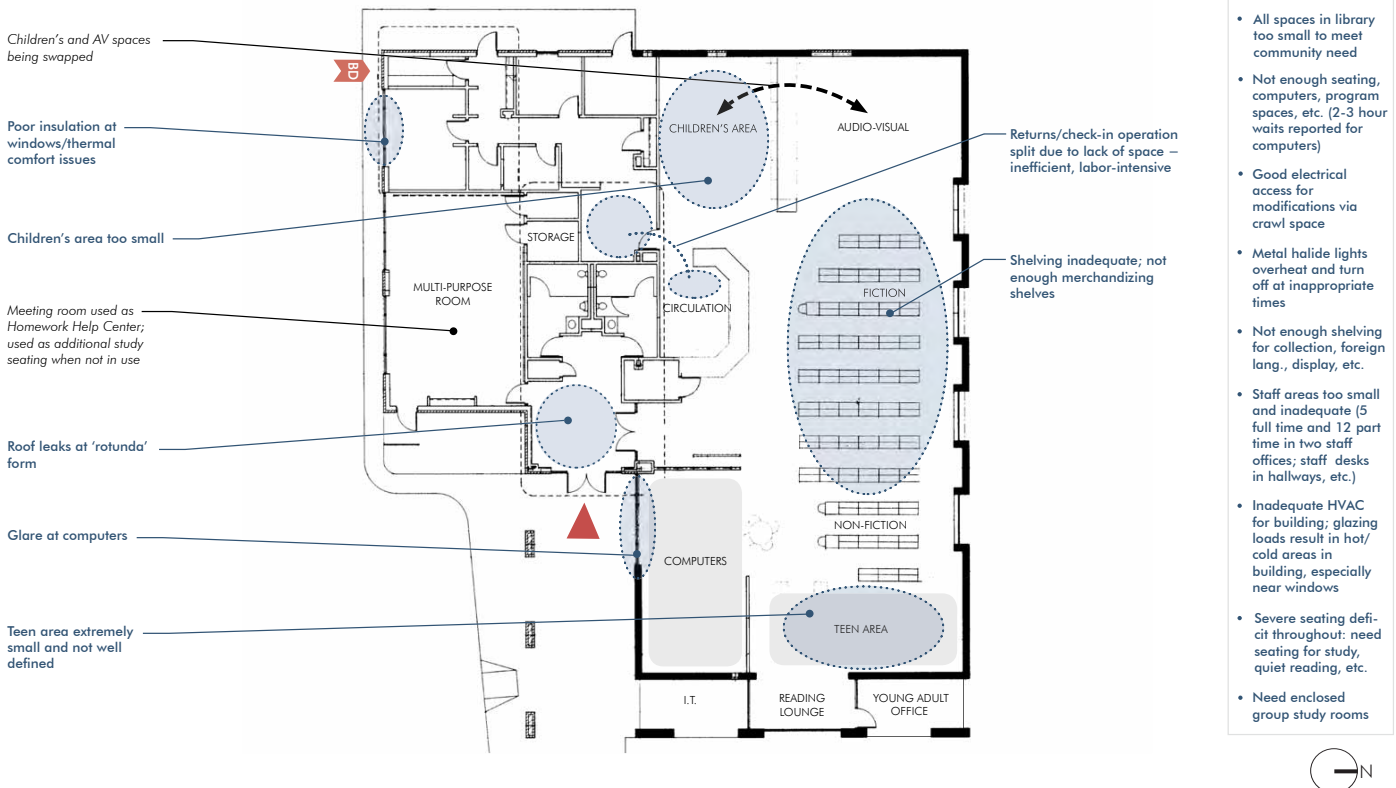 Children's and AV spaces
being swapped
BD
Poor insulation at
windows/thermal
comfort issues
Children's area too small
Meeting room used as
Homework Help Center;
used as additional study
seating when not in use
Roof leaks at 'rotunda'
form
Glare at computers
Teen area extremely
small and not well
defined
CHILDREN'S AREA
AUDIO-VISUAL
STORAGE
MULTI-PURPOSE
ROOM
CIRCULATION
FICTION
NON-FICTION
COMPUTERS
TEEN AREA
I.T.
READING
LOUNGE
YOUNG ADULT
OFFICE
Returns/check-in operation
split due to lack of space –
inefficient, labor-intensive
Shelving inadequate; not
enough merchandizing
shelves
• All spaces in library
too small to meet
community need
• Not enough seating,
computers, program
spaces, etc. (2-3 hour
waits reported for
computers)
• Good electrical
access for
modifications via
crawl space
• Metal halide lights
overheat and turn
off at inappropriate
times
• Not enough shelving
for collection, foreign
lang., display, etc.
• Staff areas too small
and inadequate (5
full time and 12 part
time in two staff
offices; staff desks
in hallways, etc.)
• Inadequate HVAC
for building; glazing
loads result in hot/
cold areas in
building, especially
near windows
• Severe seating defi-
cit throughout: need
seating for study,
quiet reading, etc.
• Need enclosed
group study rooms
N